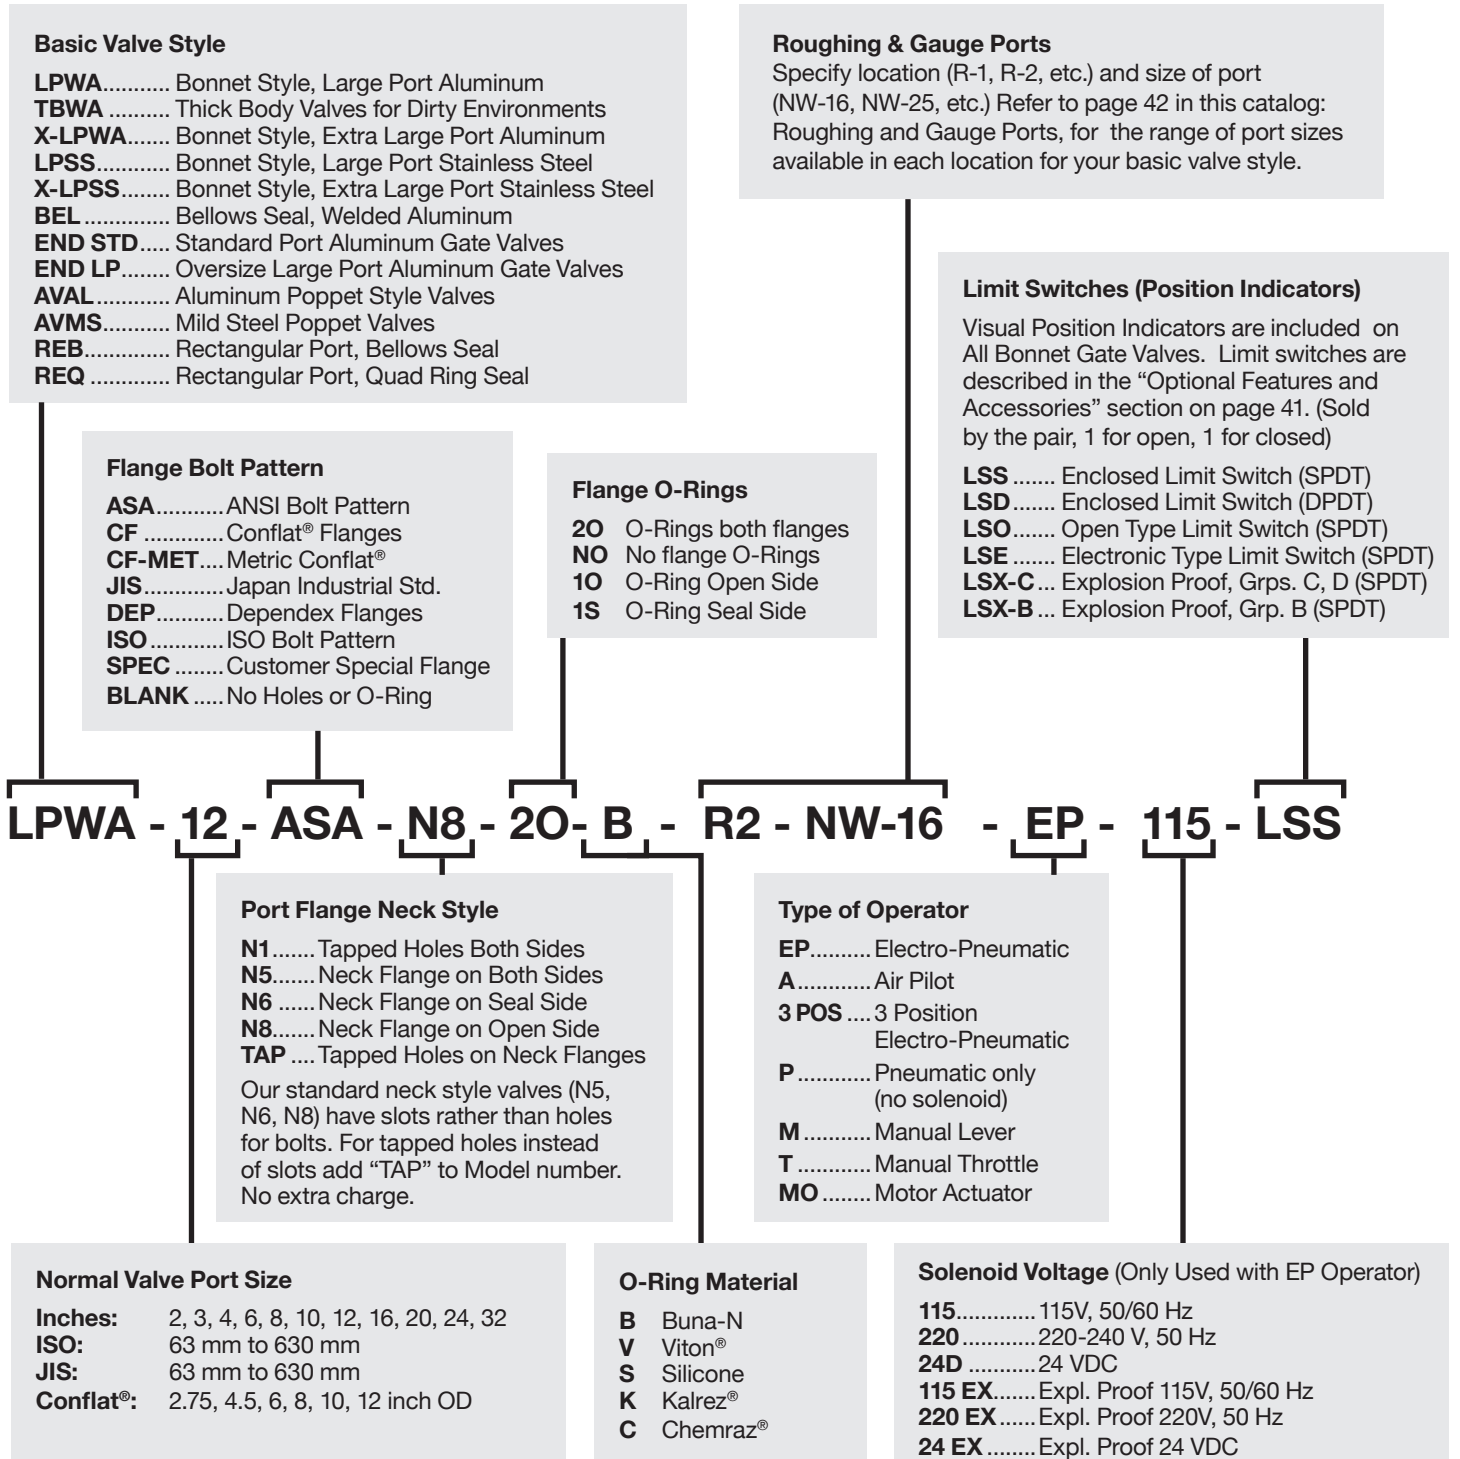 Basic Valve Style
LPWA........... Bonnet Style, Large Port Aluminum
TBWA .......... Thick Body Valves for Dirty Environments
X-LPWA....... Bonnet Style, Extra Large Port Aluminum
LPSS............ Bonnet Style, Large Port Stainless Steel
X-LPSS........ Bonnet Style, Extra Large Port Stainless Steel
BEL .............. Bellows Seal, Welded Aluminum
END STD..... Standard Port Aluminum Gate Valves
END LP........ Oversize Large Port Aluminum Gate Valves
AVAL............ Aluminum Poppet Style Valves
AVMS........... Mild Steel Poppet Valves
REB.............. Rectangular Port, Bellows Seal
REQ ............. Rectangular Port, Quad Ring Seal
Roughing & Gauge Ports
Specify location (R-1, R-2, etc.) and size of port
(NW-16, NW-25, etc.) Refer to page 42 in this catalog:
Roughing and Gauge Ports, for the range of port sizes
available in each location for your basic valve style.
Limit Switches (Position Indicators)
Visual Position Indicators are included on
All Bonnet Gate Valves. Limit switches are
described in the “Optional Features and
Accessories” section on page 41. (Sold
by the pair, 1 for open, 1 for closed)
LSS ....... Enclosed Limit Switch (SPDT)
LSD ....... Enclosed Limit Switch (DPDT)
LSO....... Open Type Limit Switch (SPDT)
LSE ....... Electronic Type Limit Switch (SPDT)
LSX-C ... Explosion Proof, Grps. C, D (SPDT)
LSX-B ... Explosion Proof, Grp. B (SPDT)
Flange Bolt Pattern
ASA...........ANSI Bolt Pattern
CF .............Conflat® Flanges
CF-MET....Metric Conflat®
JIS.............Japan Industrial Std.
DEP...........Dependex Flanges
ISO ............ISO Bolt Pattern
SPEC ........Customer Special Flange
BLANK .....No Holes or O-Ring
Flange O-Rings
2O O-Rings both flanges
NO No flange O-Rings
1O O-Ring Open Side
1S O-Ring Seal Side
LPWA - 12 - ASA - N8 - 2O- B - R2 - NW-16 - EP - 115 - LSS
Port Flange Neck Style
N1.......Tapped Holes Both Sides
N5.......Neck Flange on Both Sides
N6 ......Neck Flange on Seal Side
N8.......Neck Flange on Open Side
TAP ....Tapped Holes on Neck Flanges
Our standard neck style valves (N5,
N6, N8) have slots rather than holes
for bolts. For tapped holes instead
of slots add “TAP” to Model number.
No extra charge.
Type of Operator
EP..........Electro-Pneumatic
A............Air Pilot
3 POS ....3 Position
Electro-Pneumatic
P ............Pneumatic only
(no solenoid)
M ...........Manual Lever
T ............Manual Throttle
MO ........Motor Actuator
Normal Valve Port Size
Inches: 2, 3, 4, 6, 8, 10, 12, 16, 20, 24, 32
ISO: 63 mm to 630 mm
JIS: 63 mm to 630 mm
Conflat®: 2.75, 4.5, 6, 8, 10, 12 inch OD
O-Ring Material
B Buna-N
V Viton®
S Silicone
K Kalrez®
C Chemraz®
Solenoid Voltage (Only Used with EP Operator)
115.............115V, 50/60 Hz
220 ............220-240 V, 50 Hz
24D ...........24 VDC
115 EX.......Expl. Proof 115V, 50/60 Hz
220 EX ......Expl. Proof 220V, 50 Hz
24 EX ........Expl. Proof 24 VDC